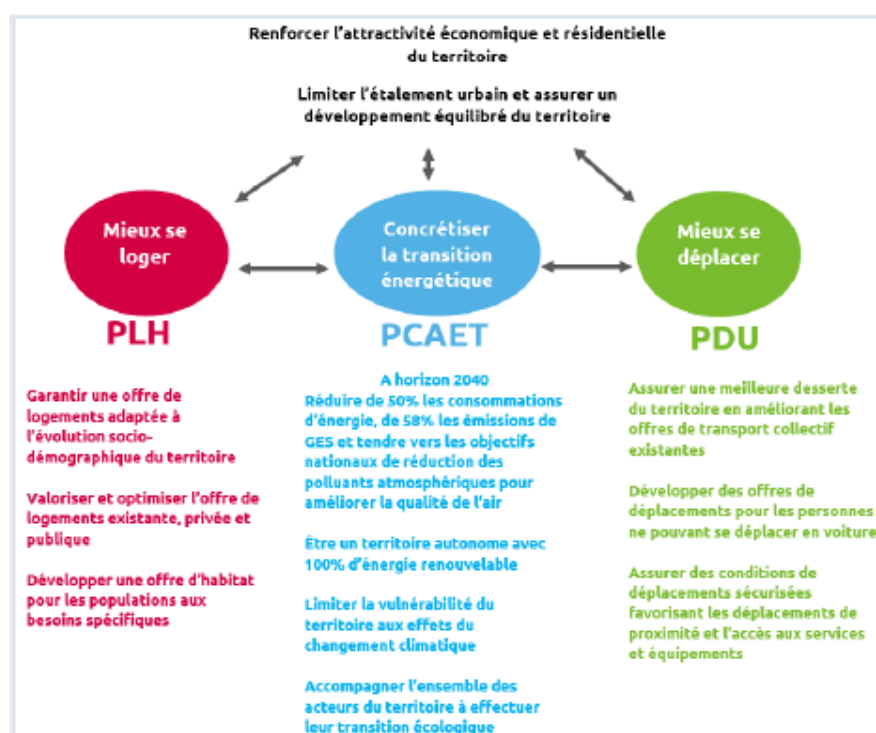 Renforcer l'attractivité économique et résidentielle
du territoire
Limiter l'étalement urbain et assurer un
développement équilibré du territoire
Mieux se
loger
PLH
Garantir une offre de
logements adaptée à
l'évolution socio-
démographique du territoire
Valoriser et optimiser l'offre de
logements existante, privée et
publique
Développer une offre d'habitat
pour les populations aux
besoins spécifiques
Concrétiser
la transition
énergétique
PCAET
A horizon 2040
Réduire de 50% les consommations
d'énergie, de 58% les émissions de
GES et tendre vers les objectifs
nationaux de réduction des
polluants atmosphériques pour
améliorer la qualité de l'air
Être un territoire autonome avec
100% d'énergie renouvelable
Limiter la vulnérabilité du
territoire aux effets du
changement climatique
Accompagner l'ensemble des
acteurs du territoire à effectuer
leur transition écologique
Mieux se
déplacer
PDU
Assurer une meilleure desserte
du territoire en améliorant les
offres de transport collectif
existantes
Développer des offres de
déplacements pour les personnes
ne pouvant se déplacer en voiture
Assurer des conditions de
déplacements sécurisées
favorisant les déplacements de
proximité et l'accès aux services
et équipements